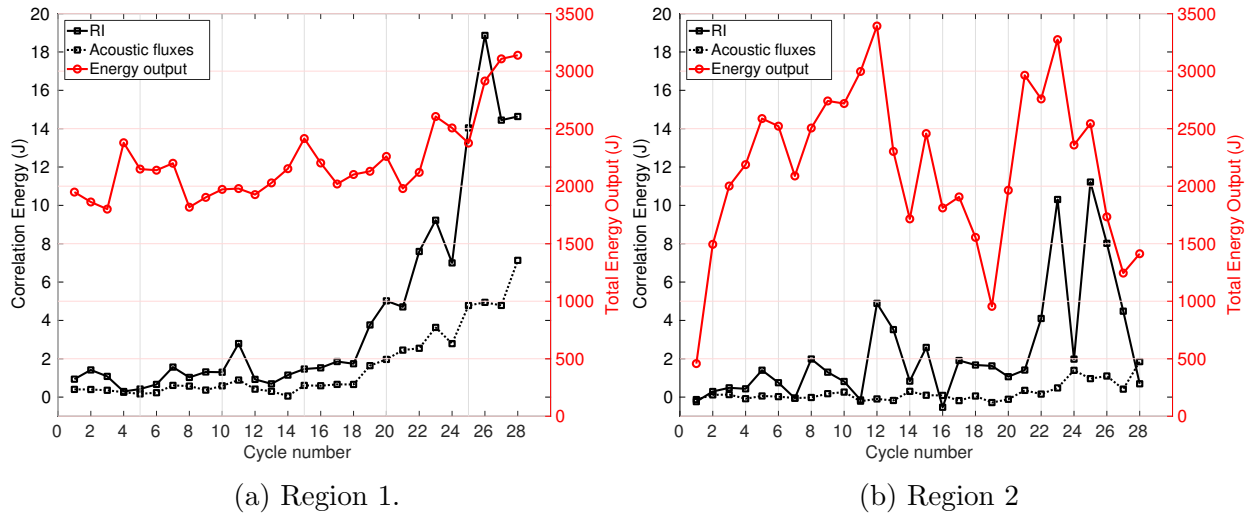 RI
Acoustic fluxes
Energy output
Correlation Energy (J)
20
18
16
14
12
10
8
6
4
2
0
3500
3000
2500
2000
1500
1000
500
0
Total Energy Output (J)
0 2 4 6 8 10 12 14 16 18 20 22 24 26 28
Cycle number
(a) Region 1.
RI
Acoustic fluxes
Energy output
Correlation Energy (J)
20
18
16
14
12
10
8
6
4
2
0
3500
3000
2500
2000
1500
1000
500
0
Total Energy Output (J)
0 2 4 6 8 10 12 14 16 18 20 22 24 26 28
Cycle number
(b) Region 2